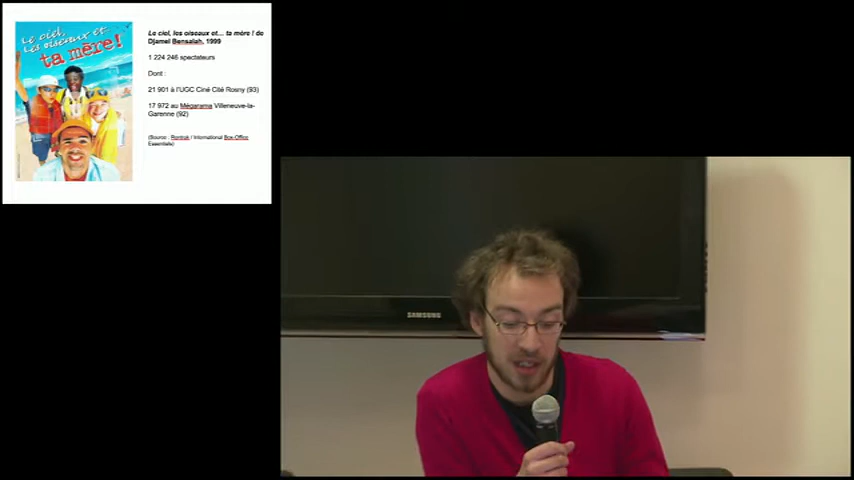 Le ciel,
les oiseaux et...
ta mère!
Le ciel, les oiseaux et... ta mère ! de
Djamel Bensalah, 1999
1 224 246 spectateurs
Dont :
21 901 à l'UGC Ciné Cité Rosny (93)
17 972 au Mégarama Villeneuve-la-
Garenne (92)
(Source : Rentrak / International Box-Office
Essentials)
SAMSUNG